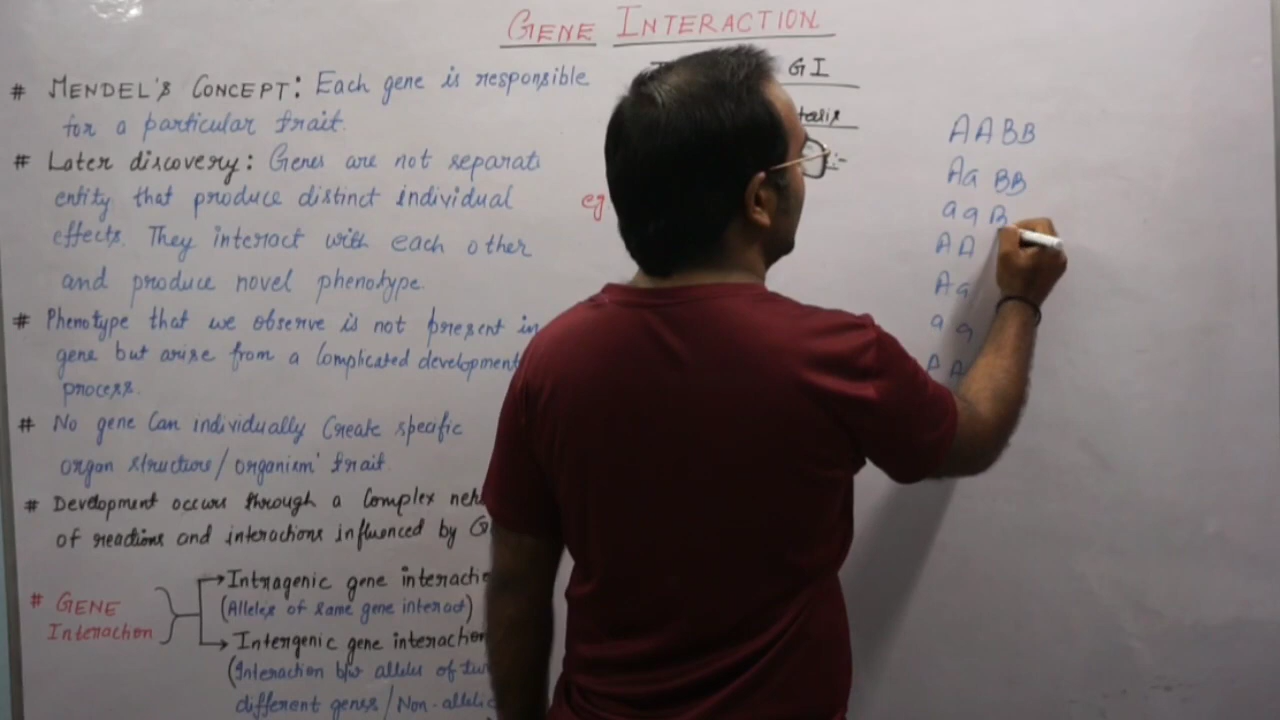 GENE INTERACTION
# MENDEL'S CONCEPT: Each gene is responsible
for a particular trait.
# Later discovery: Genes are not separate
entity that produce distinct individual
effects. They interact with each other
and produce novel phenotype.
# Phenotype that we observe is not present in
gene but arise from a complicated development
process.
# No gene can individually create specific
organ structure/organism' trait.
# Development occurs through a complex
of reactions and interactions influenced by G
# GENE
Interaction
Intragenic gene interactio
(Alleles of same gene interact)
Intergenic gene interaction
(Interaction b/w alleles of two
different genes/Non-allelic
GI
eg
AABB
AaBB
aaB
AA
Aa
aa
AA